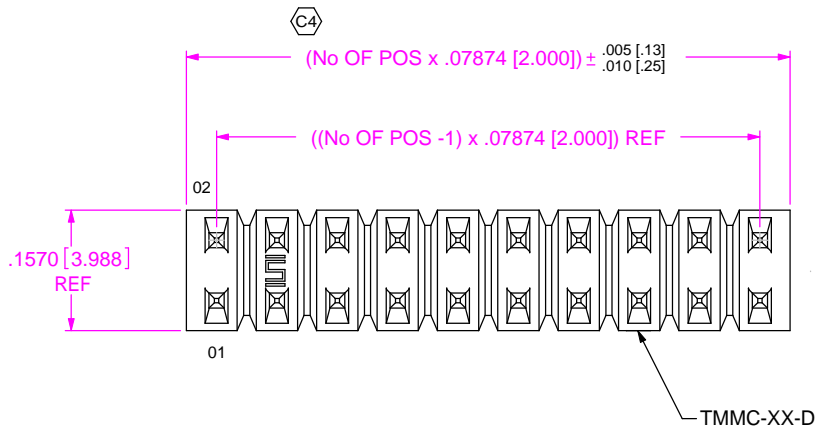 C4
(No OF POS x .07874 [2.000]) ± .005 [.13]
.010 [.25]
((No OF POS -1) x .07874 [2.000]) REF
02
.1570 [3.988]
REF
01
TMMC-XX-D